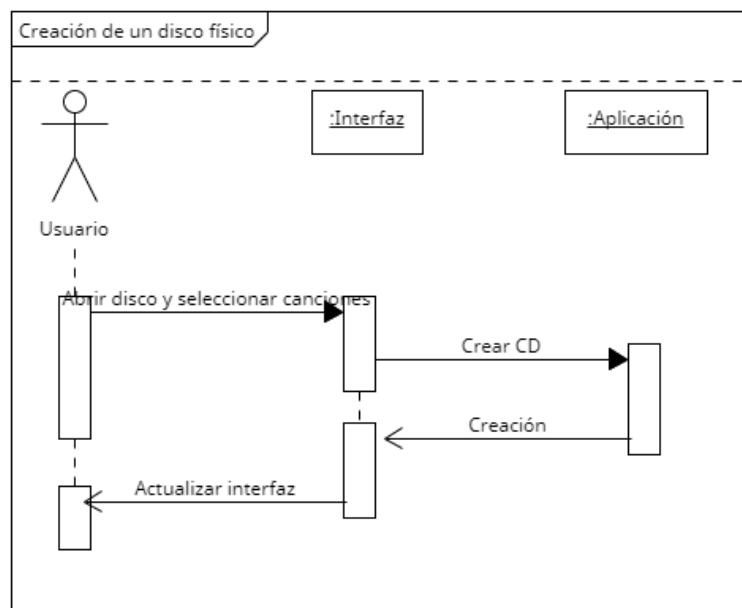 Creación de un disco físico
:Interfaz
:Aplicación
Usuario
Abrir disco y seleccionar canciones
Crear CD
Creación
Actualizar interfaz